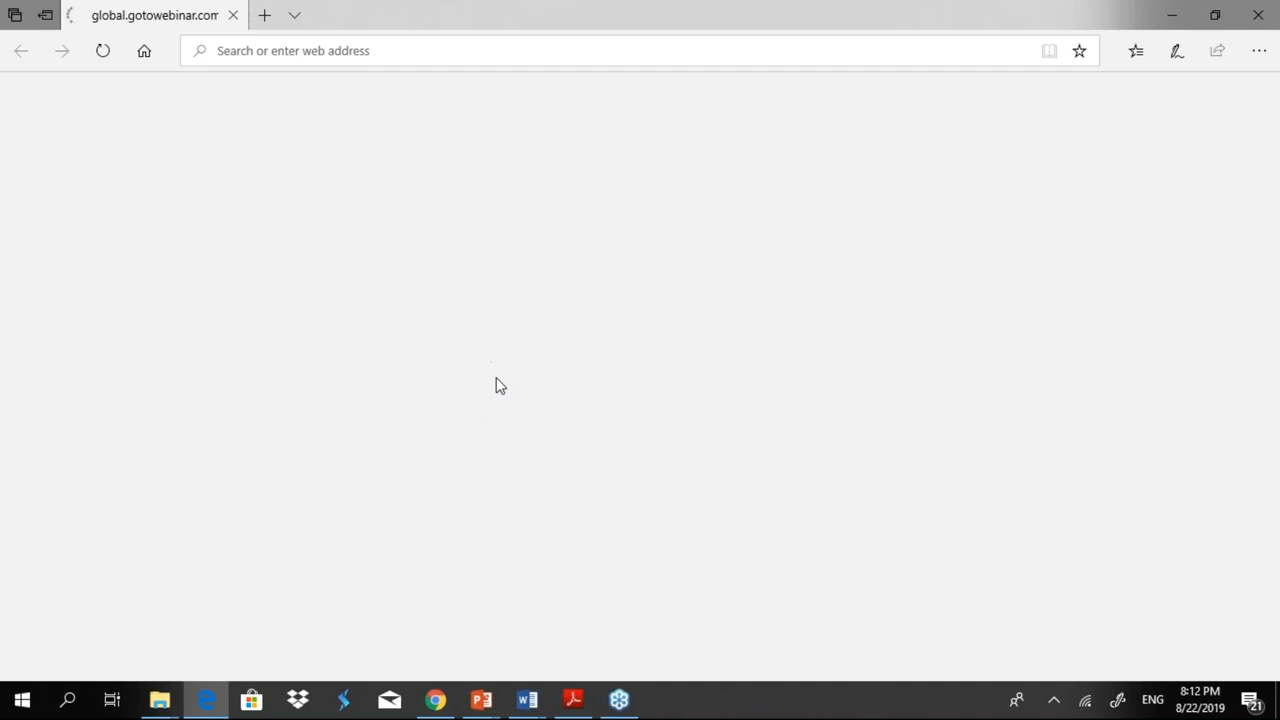 global.gotowebinar.com
Search or enter web address
ENG
8:12 PM
8/22/2019
21